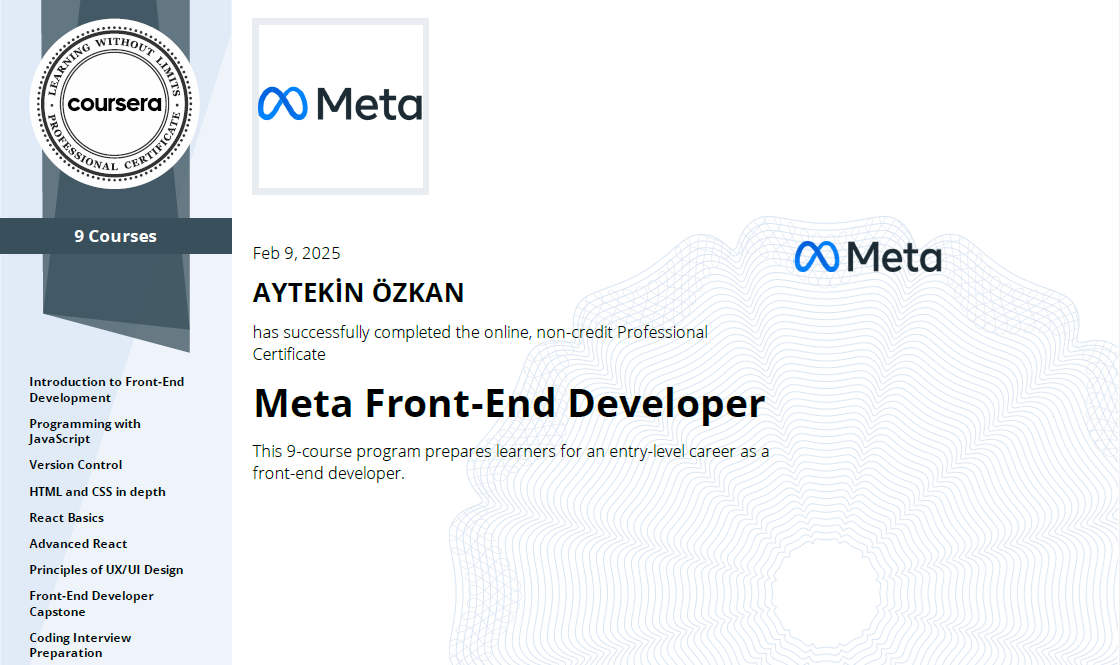 LEARNING WITHOUT LIMITS
coursera
PROFESSIONAL CERTIFICATE
9 Courses
Introduction to Front-End
Development
Programming with
JavaScript
Version Control
HTML and CSS in depth
React Basics
Advanced React
Principles of UX/UI Design
Front-End Developer
Capstone
Coding Interview
Preparation
Meta
Feb 9, 2025
AYTEKİN ÖZKAN
has successfully completed the online, non-credit Professional
Certificate
Meta Front-End Developer
This 9-course program prepares learners for an entry-level career as a
front-end developer.
Meta